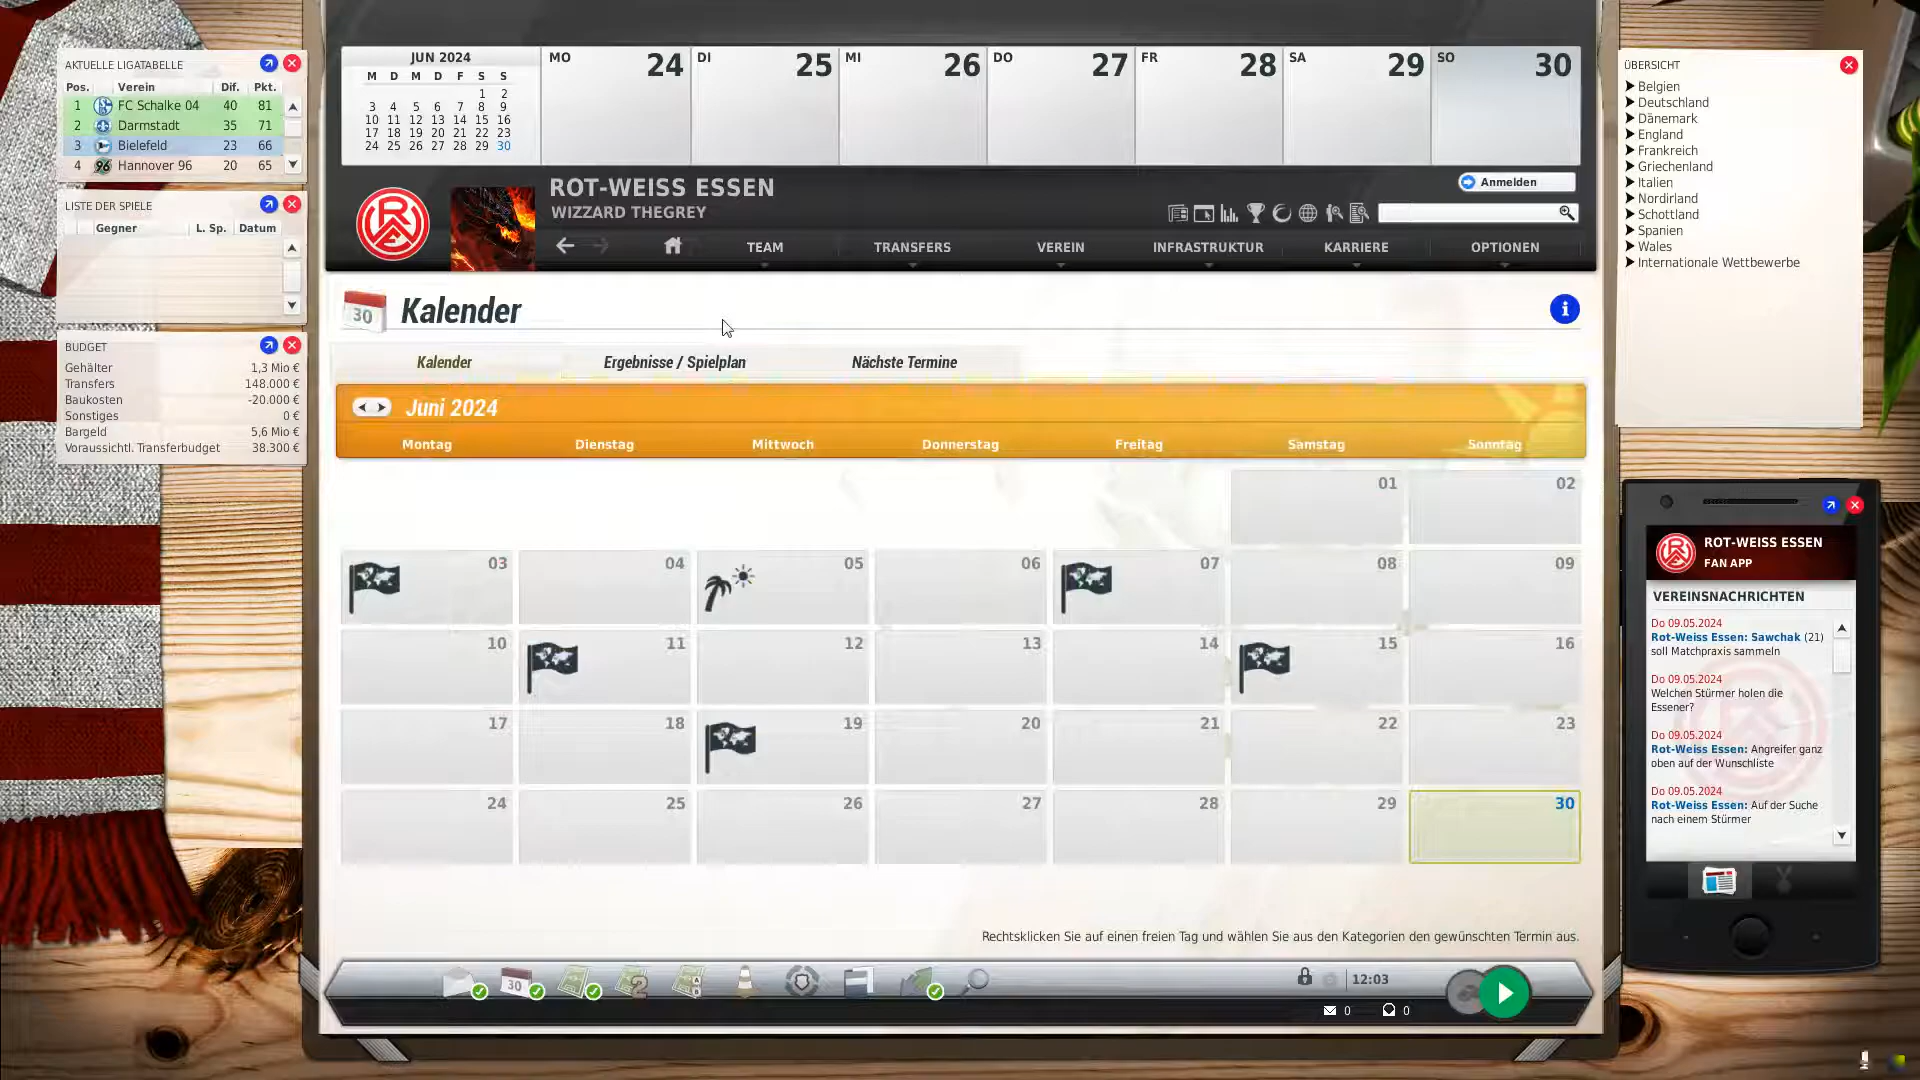 AKTUELLE LIGATABELLE
Pos. Verein Dif. Pkt.
1 FC Schalke 04 40 81
2 Darmstadt 35 71
3 Bielefeld 23 66
4 Hannover 96 20 65
LISTE DER SPIELE
Gegner L. Sp. Datum
BUDGET
Gehälter 1,3 Mio €
Transfers 148.000 €
Baukosten -20.000 €
Sonstiges 0 €
Bargeld 5,6 Mio €
Voraussichtl. Transferbudget 38.300 €
JUN 2024
M D M D F S S
1 2
3 4 5 6 7 8 9
10 11 12 13 14 15 16
17 18 19 20 21 22 23
24 25 26 27 28 29 30
MO 24 DI 25 MI 26 DO 27 FR 28 SA 29 SO 30
ROT-WEISS ESSEN
WIZZARD THEGREY
Anmelden
TEAM TRANSFERS VEREIN INFRASTRUKTUR KARRIERE OPTIONEN
30 Kalender
Kalender Ergebnisse / Spielplan Nächste Termine
Juni 2024
Montag Dienstag Mittwoch Donnerstag Freitag Samstag Sonntag
01 02
03 04 05 06 07 08 09
10 11 12 13 14 15 16
17 18 19 20 21 22 23
24 25 26 27 28 29 30
Rechtsklicken Sie auf einen freien Tag und wählen Sie aus den Kategorien den gewünschten Termin aus.
30 2 12:03
0 0
ÜBERSICHT
Belgien
Deutschland
Dänemark
England
Frankreich
Griechenland
Italien
Nordirland
Schottland
Spanien
Wales
Internationale Wettbewerbe
ROT-WEISS ESSEN
FAN APP
VEREINSNACHRICHTEN
Do 09.05.2024
Rot-Weiss Essen: Sawchak (21)
soll Matchpraxis sammeln
Do 09.05.2024
Welchen Stürmer holen die
Essener?
Do 09.05.2024
Rot-Weiss Essen: Angreifer ganz
oben auf der Wunschliste
Do 09.05.2024
Rot-Weiss Essen: Auf der Suche
nach einem Stürmer